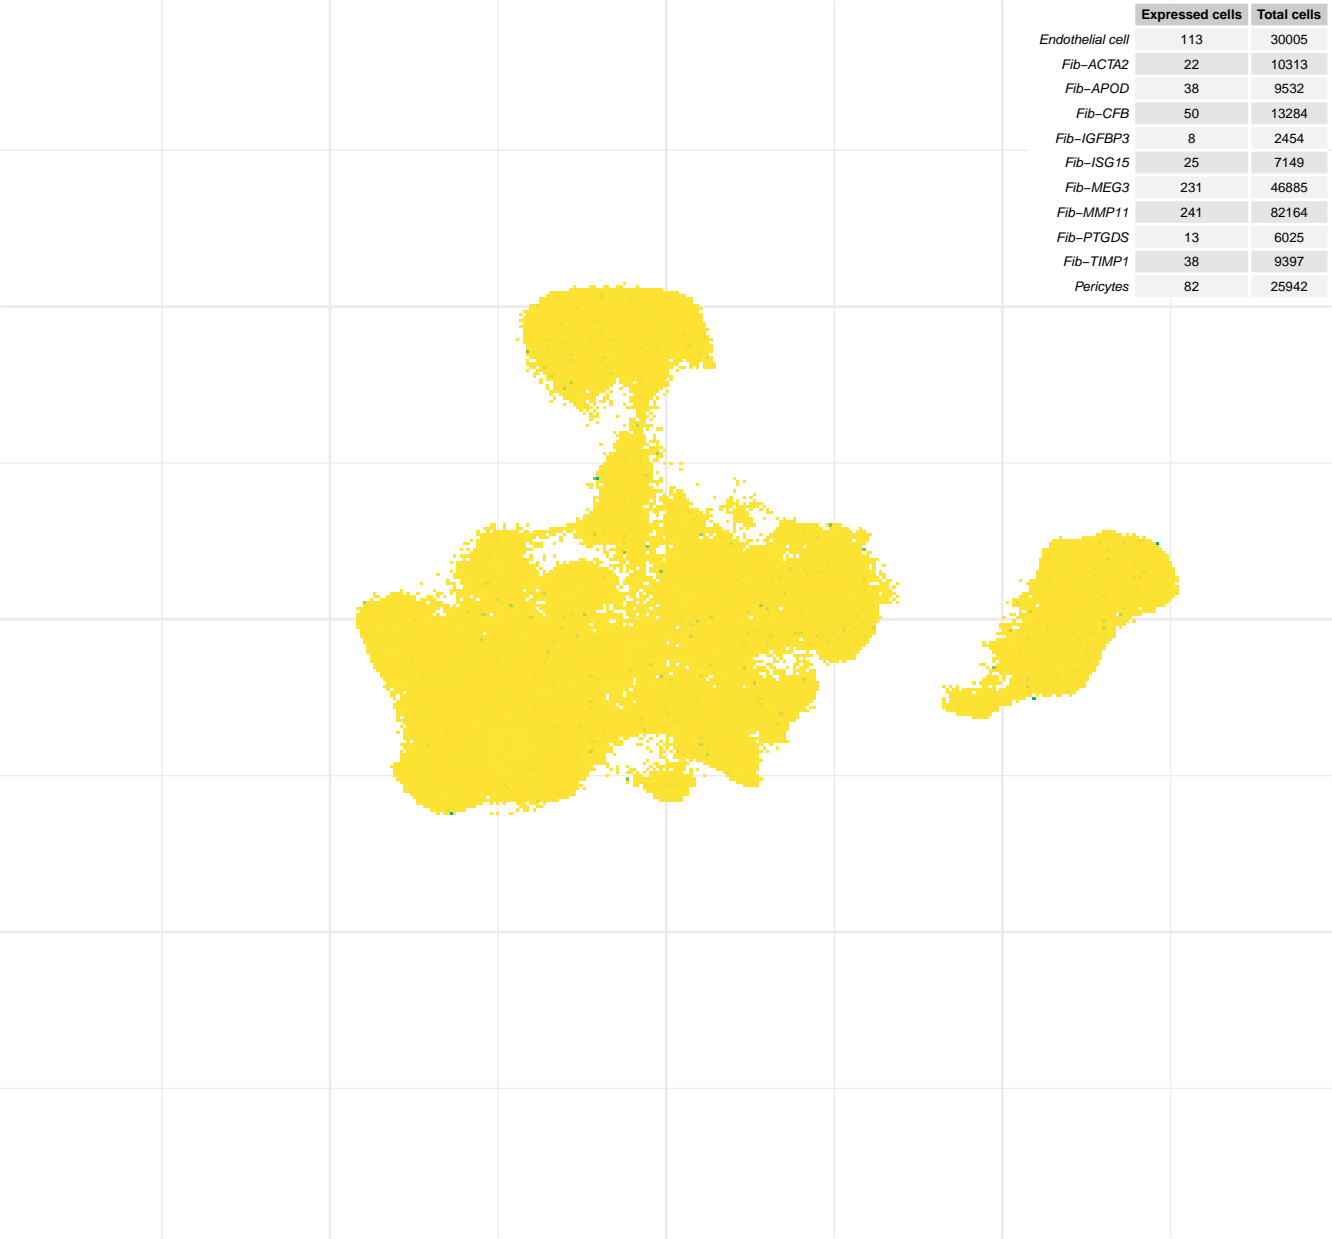 Expressed cells Total cells
Endothelial cell 113 30005
Fib−ACTA2 22 10313
Fib−APOD 38 9532
Fib−CFB 50 13284
Fib−IGFBP3 8 2454
Fib−ISG15 25 7149
Fib−MEG3 231 46885
Fib−MMP11 241 82164
Fib−PTGDS 13 6025
Fib−TIMP1 38 9397
Pericytes 82 25942